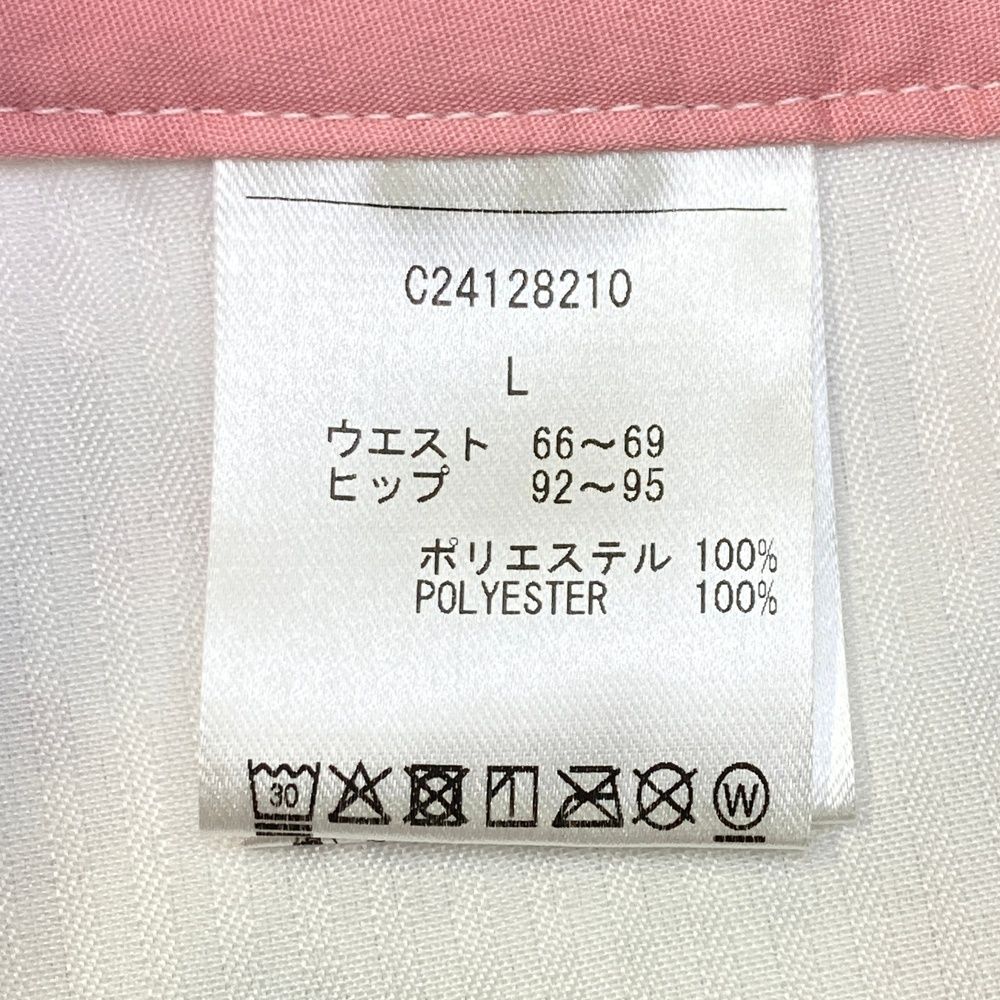 C24128210
L
ウエスト 66～69
ヒップ 92～95
ポリエステル 100%
POLYESTER 100%
30 W